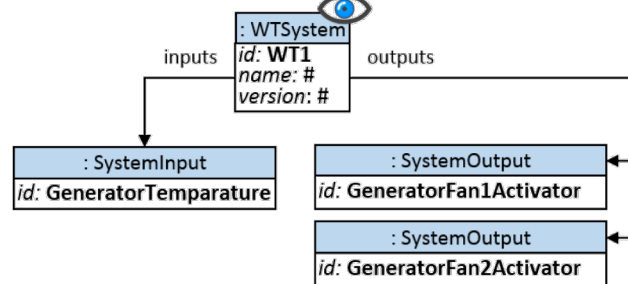 : WTSystem
inputs
id: WT1
outputs
name: #
version: #
: SystemInput
id: GeneratorTemparature
: SystemOutput
id: GeneratorFan1Activator
: SystemOutput
id: GeneratorFan2Activator